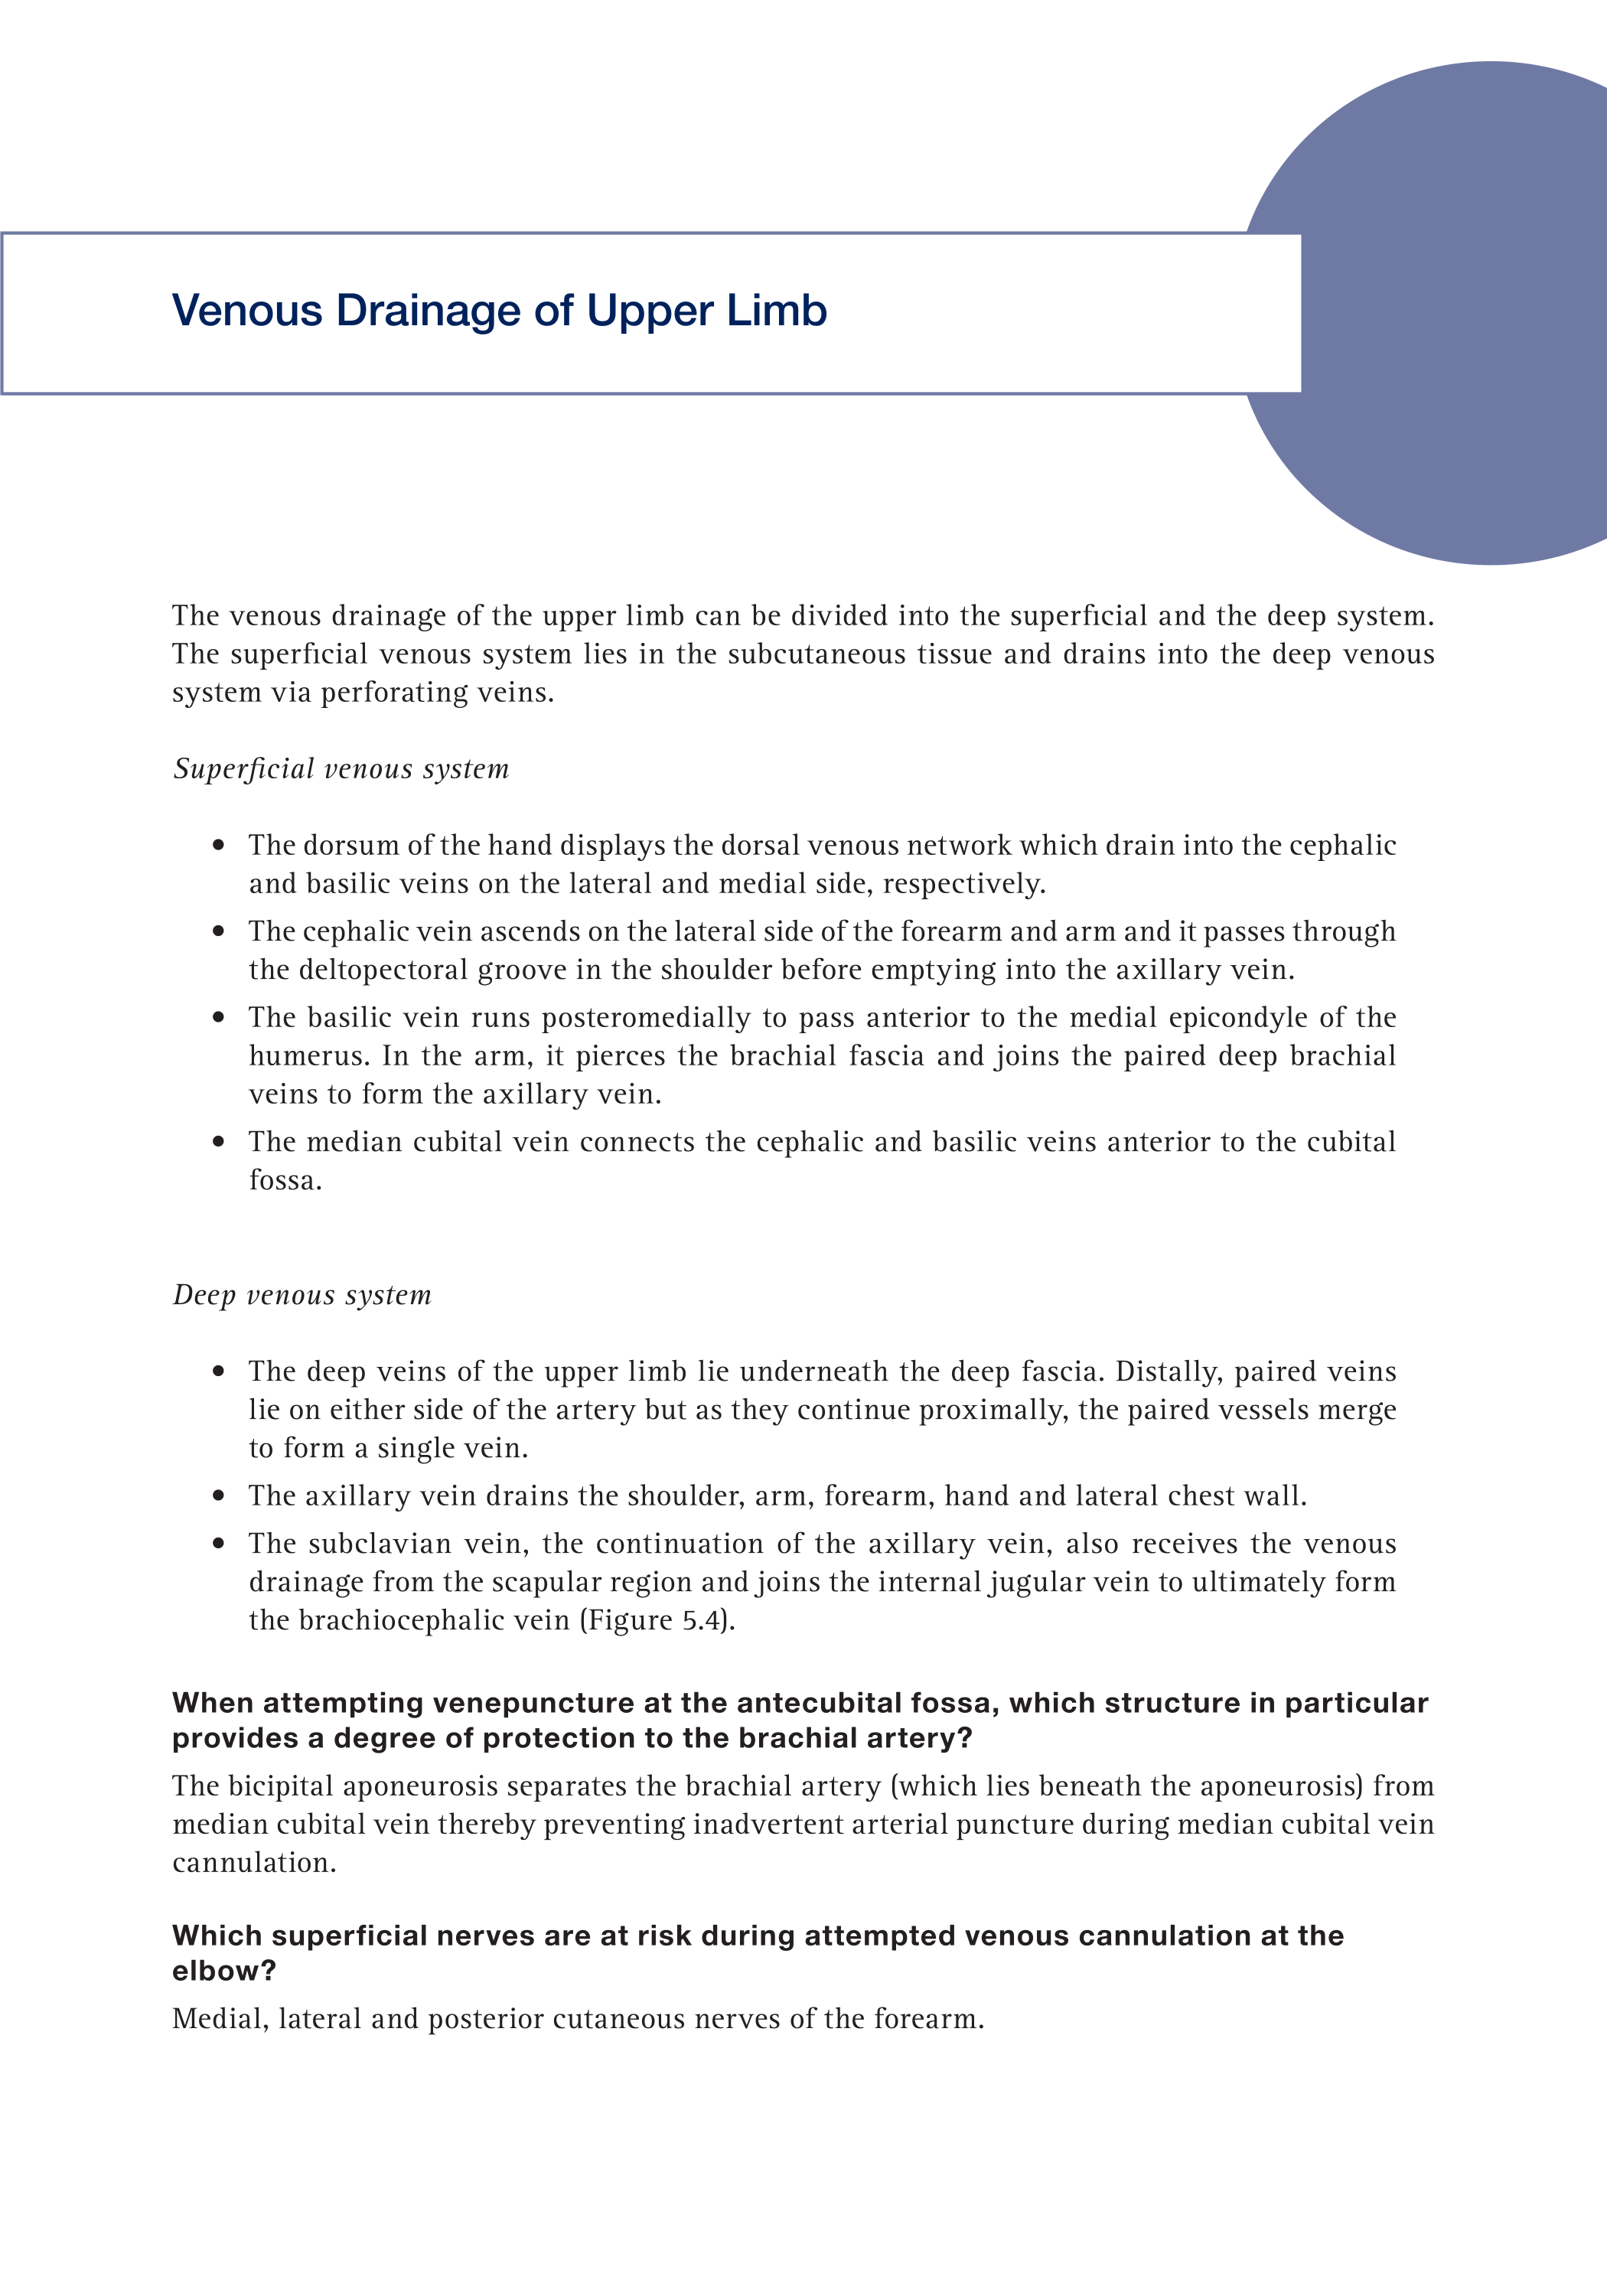 Venous Drainage of Upper Limb
The venous drainage of the upper limb can be divided into the superficial and the deep system.
The superficial venous system lies in the subcutaneous tissue and drains into the deep venous
system via perforating veins.
Superficial venous system
• The dorsum of the hand displays the dorsal venous network which drain into the cephalic
and basilic veins on the lateral and medial side, respectively.
• The cephalic vein ascends on the lateral side of the forearm and arm and it passes through
the deltopectoral groove in the shoulder before emptying into the axillary vein.
• The basilic vein runs posteromedially to pass anterior to the medial epicondyle of the
humerus. In the arm, it pierces the brachial fascia and joins the paired deep brachial
veins to form the axillary vein.
• The median cubital vein connects the cephalic and basilic veins anterior to the cubital
fossa.
Deep venous system
• The deep veins of the upper limb lie underneath the deep fascia. Distally, paired veins
lie on either side of the artery but as they continue proximally, the paired vessels merge
to form a single vein.
• The axillary vein drains the shoulder, arm, forearm, hand and lateral chest wall.
• The subclavian vein, the continuation of the axillary vein, also receives the venous
drainage from the scapular region and joins the internal jugular vein to ultimately form
the brachiocephalic vein (Figure 5.4).
When attempting venepuncture at the antecubital fossa, which structure in particular
provides a degree of protection to the brachial artery?
The bicipital aponeurosis separates the brachial artery (which lies beneath the aponeurosis) from
median cubital vein thereby preventing inadvertent arterial puncture during median cubital vein
cannulation.
Which superficial nerves are at risk during attempted venous cannulation at the
elbow?
Medial, lateral and posterior cutaneous nerves of the forearm.